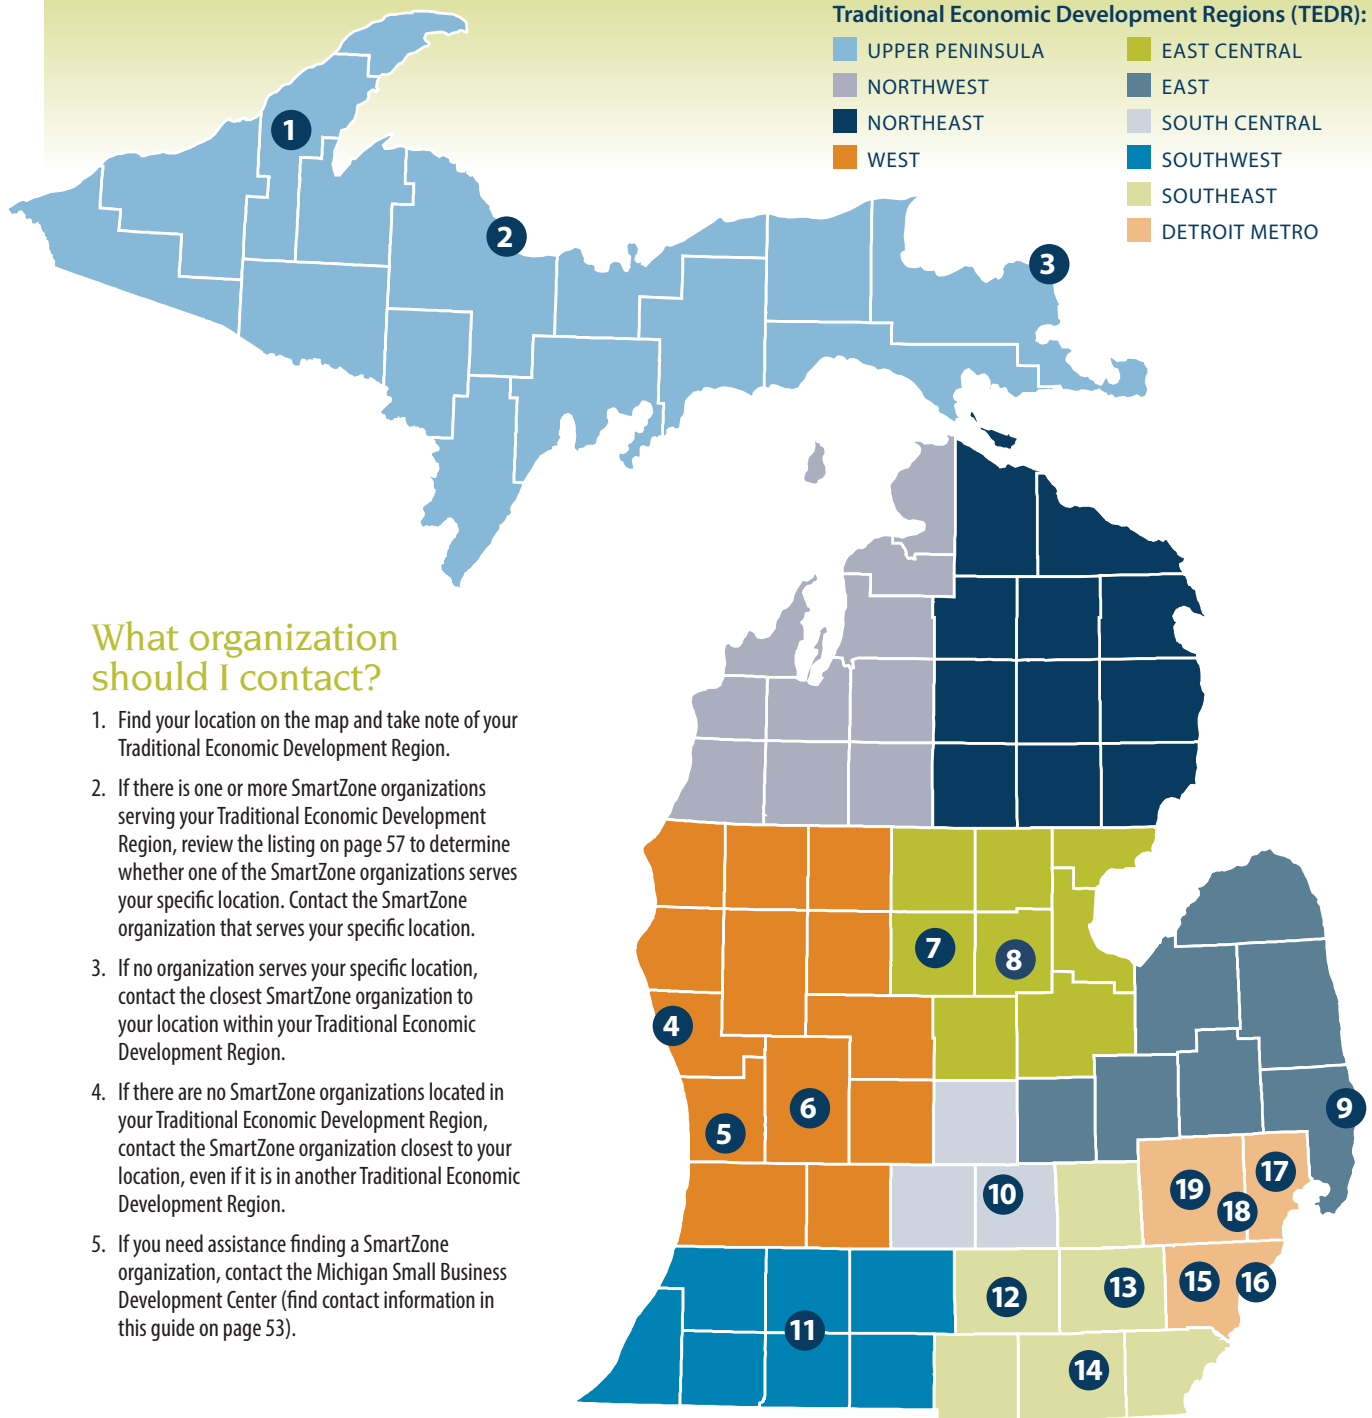 Traditional Economic Development Regions (TEDR):
UPPER PENINSULA
NORTHWEST
NORTHEAST
WEST
EAST CENTRAL
EAST
SOUTH CENTRAL
SOUTHWEST
SOUTHEAST
DETROIT METRO
1
2
3
What organization
should I contact?
1. Find your location on the map and take note of your
Traditional Economic Development Region.
2. If there is one or more SmartZone organizations
serving your Traditional Economic Development
Region, review the listing on page 57 to determine
whether one of the SmartZone organizations serves
your specific location. Contact the SmartZone
organization that serves your specific location.
3. If no organization serves your specific location,
contact the closest SmartZone organization to
your location within your Traditional Economic
Development Region.
4. If there are no SmartZone organizations located in
your Traditional Economic Development Region,
contact the SmartZone organization closest to your
location, even if it is in another Traditional Economic
Development Region.
5. If you need assistance finding a SmartZone
organization, contact the Michigan Small Business
Development Center (find contact information in
this guide on page 53).
7
8
4
6
5
9
10
19
17
18
12
13
15
16
11
14